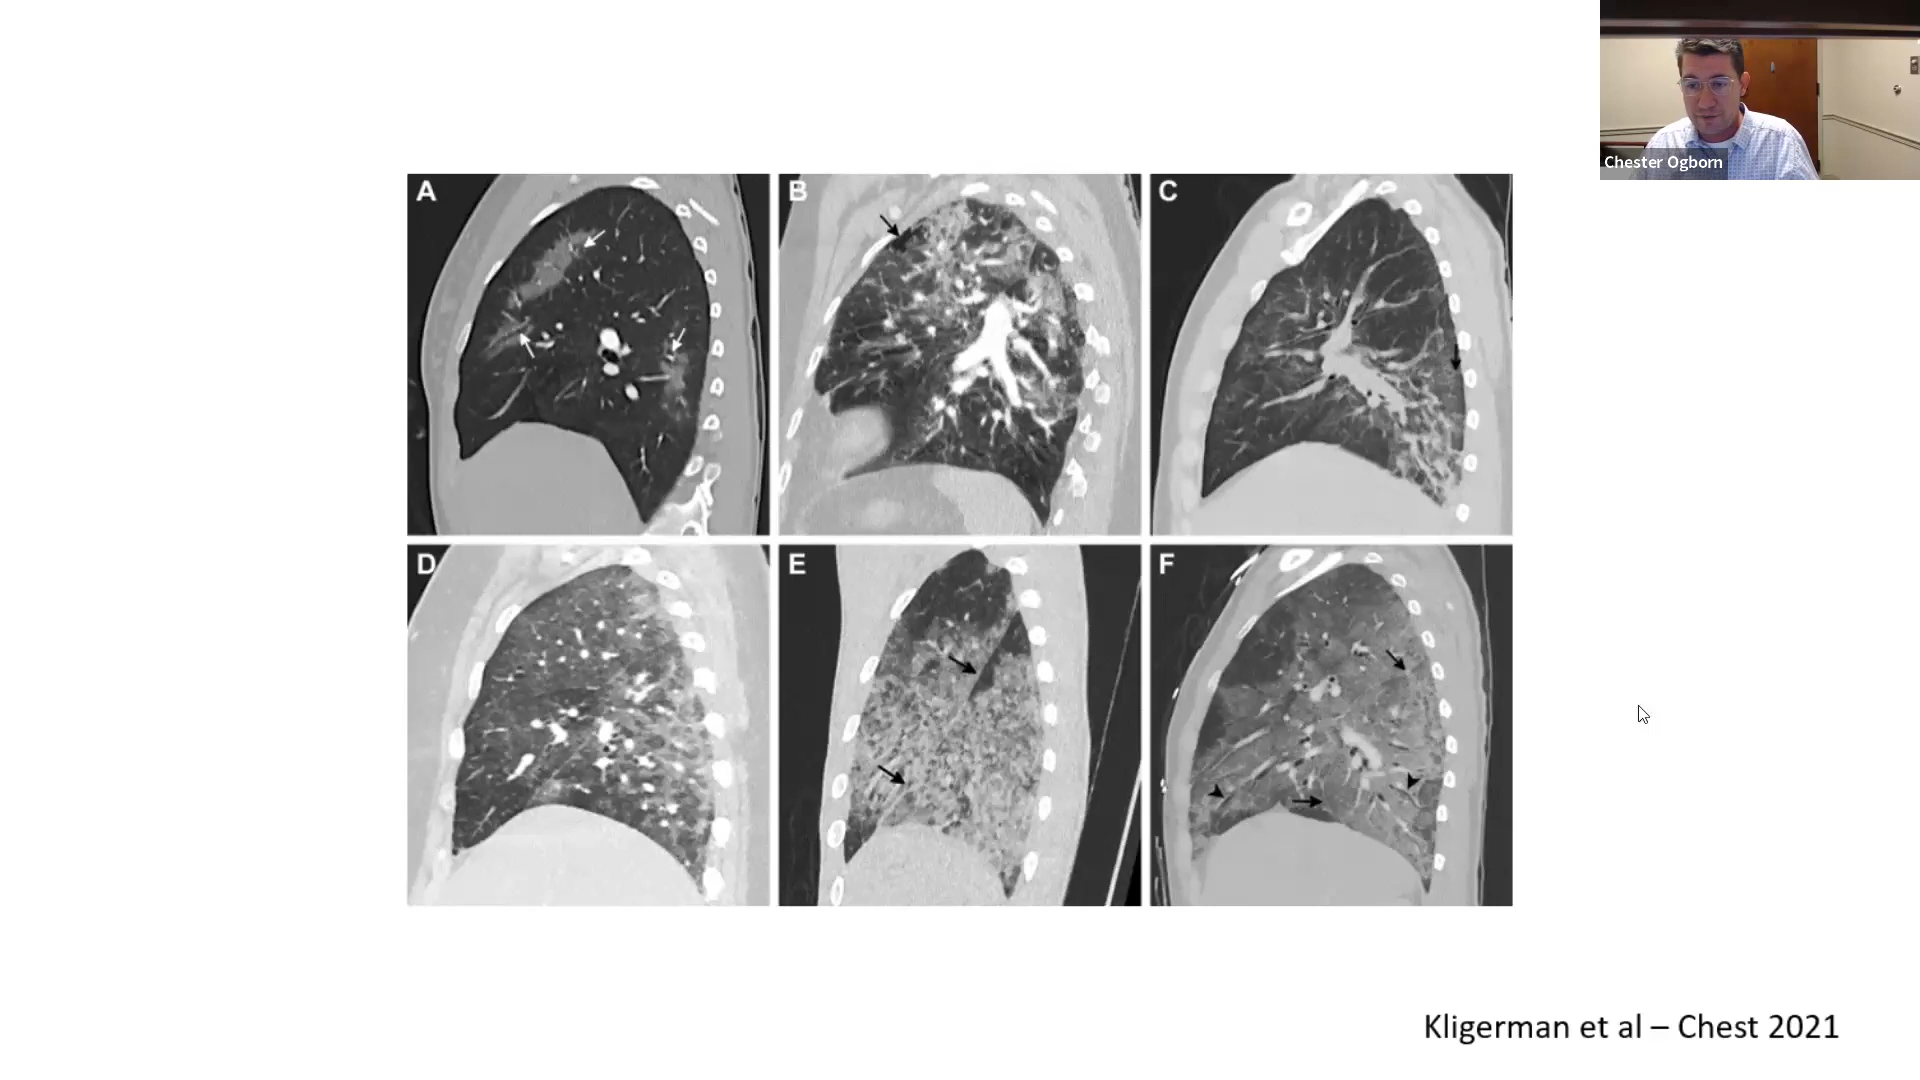 Chester Ogborn
A
B
C
D
E
F
Kligerman et al – Chest 2021